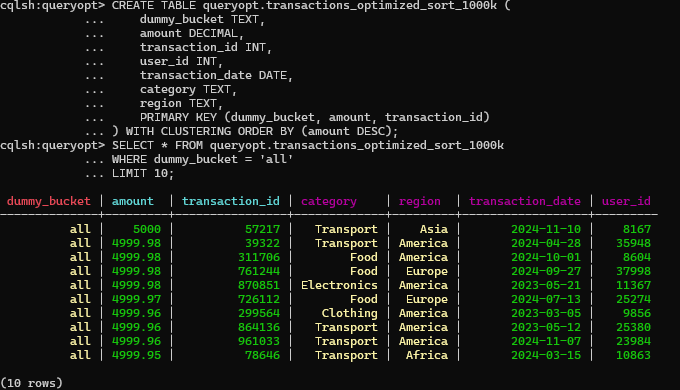 cqlsh:queryopt> CREATE TABLE queryopt.transactions_optimized_sort_1000k (
            ...     dummy_bucket TEXT,
            ...     amount DECIMAL,
            ...     transaction_id INT,
            ...     user_id INT,
            ...     transaction_date DATE,
            ...     category TEXT,
            ...     region TEXT,
            ...     PRIMARY KEY (dummy_bucket, amount, transaction_id)
            ... ) WITH CLUSTERING ORDER BY (amount DESC);
cqlsh:queryopt> SELECT * FROM queryopt.transactions_optimized_sort_1000k
            ... WHERE dummy_bucket = 'all'
            ... LIMIT 10;
 dummy_bucket | amount  | transaction_id | category    | region  | transaction_date | user_id
--------------+---------+----------------+-------------+---------+------------------+---------
          all |    5000 |          57217 |   Transport |    Asia |       2024-11-10 |    8167
          all | 4999.98 |          39322 |   Transport | America |       2024-04-28 |   35948
          all | 4999.98 |         311706 |        Food | America |       2024-10-01 |    8604
          all | 4999.98 |         761244 |        Food |  Europe |       2024-09-27 |   37998
          all | 4999.98 |         870851 | Electronics | America |       2023-05-21 |   11367
          all | 4999.97 |         726112 |        Food |  Europe |       2024-07-13 |   25274
          all | 4999.96 |         299564 |    Clothing | America |       2023-03-05 |    9856
          all | 4999.96 |         864136 |   Transport | America |       2023-05-12 |   25380
          all | 4999.96 |         961033 |   Transport | America |       2024-11-07 |   23984
          all | 4999.95 |          78646 |   Transport |  Africa |       2023-03-15 |   10863
(10 rows)